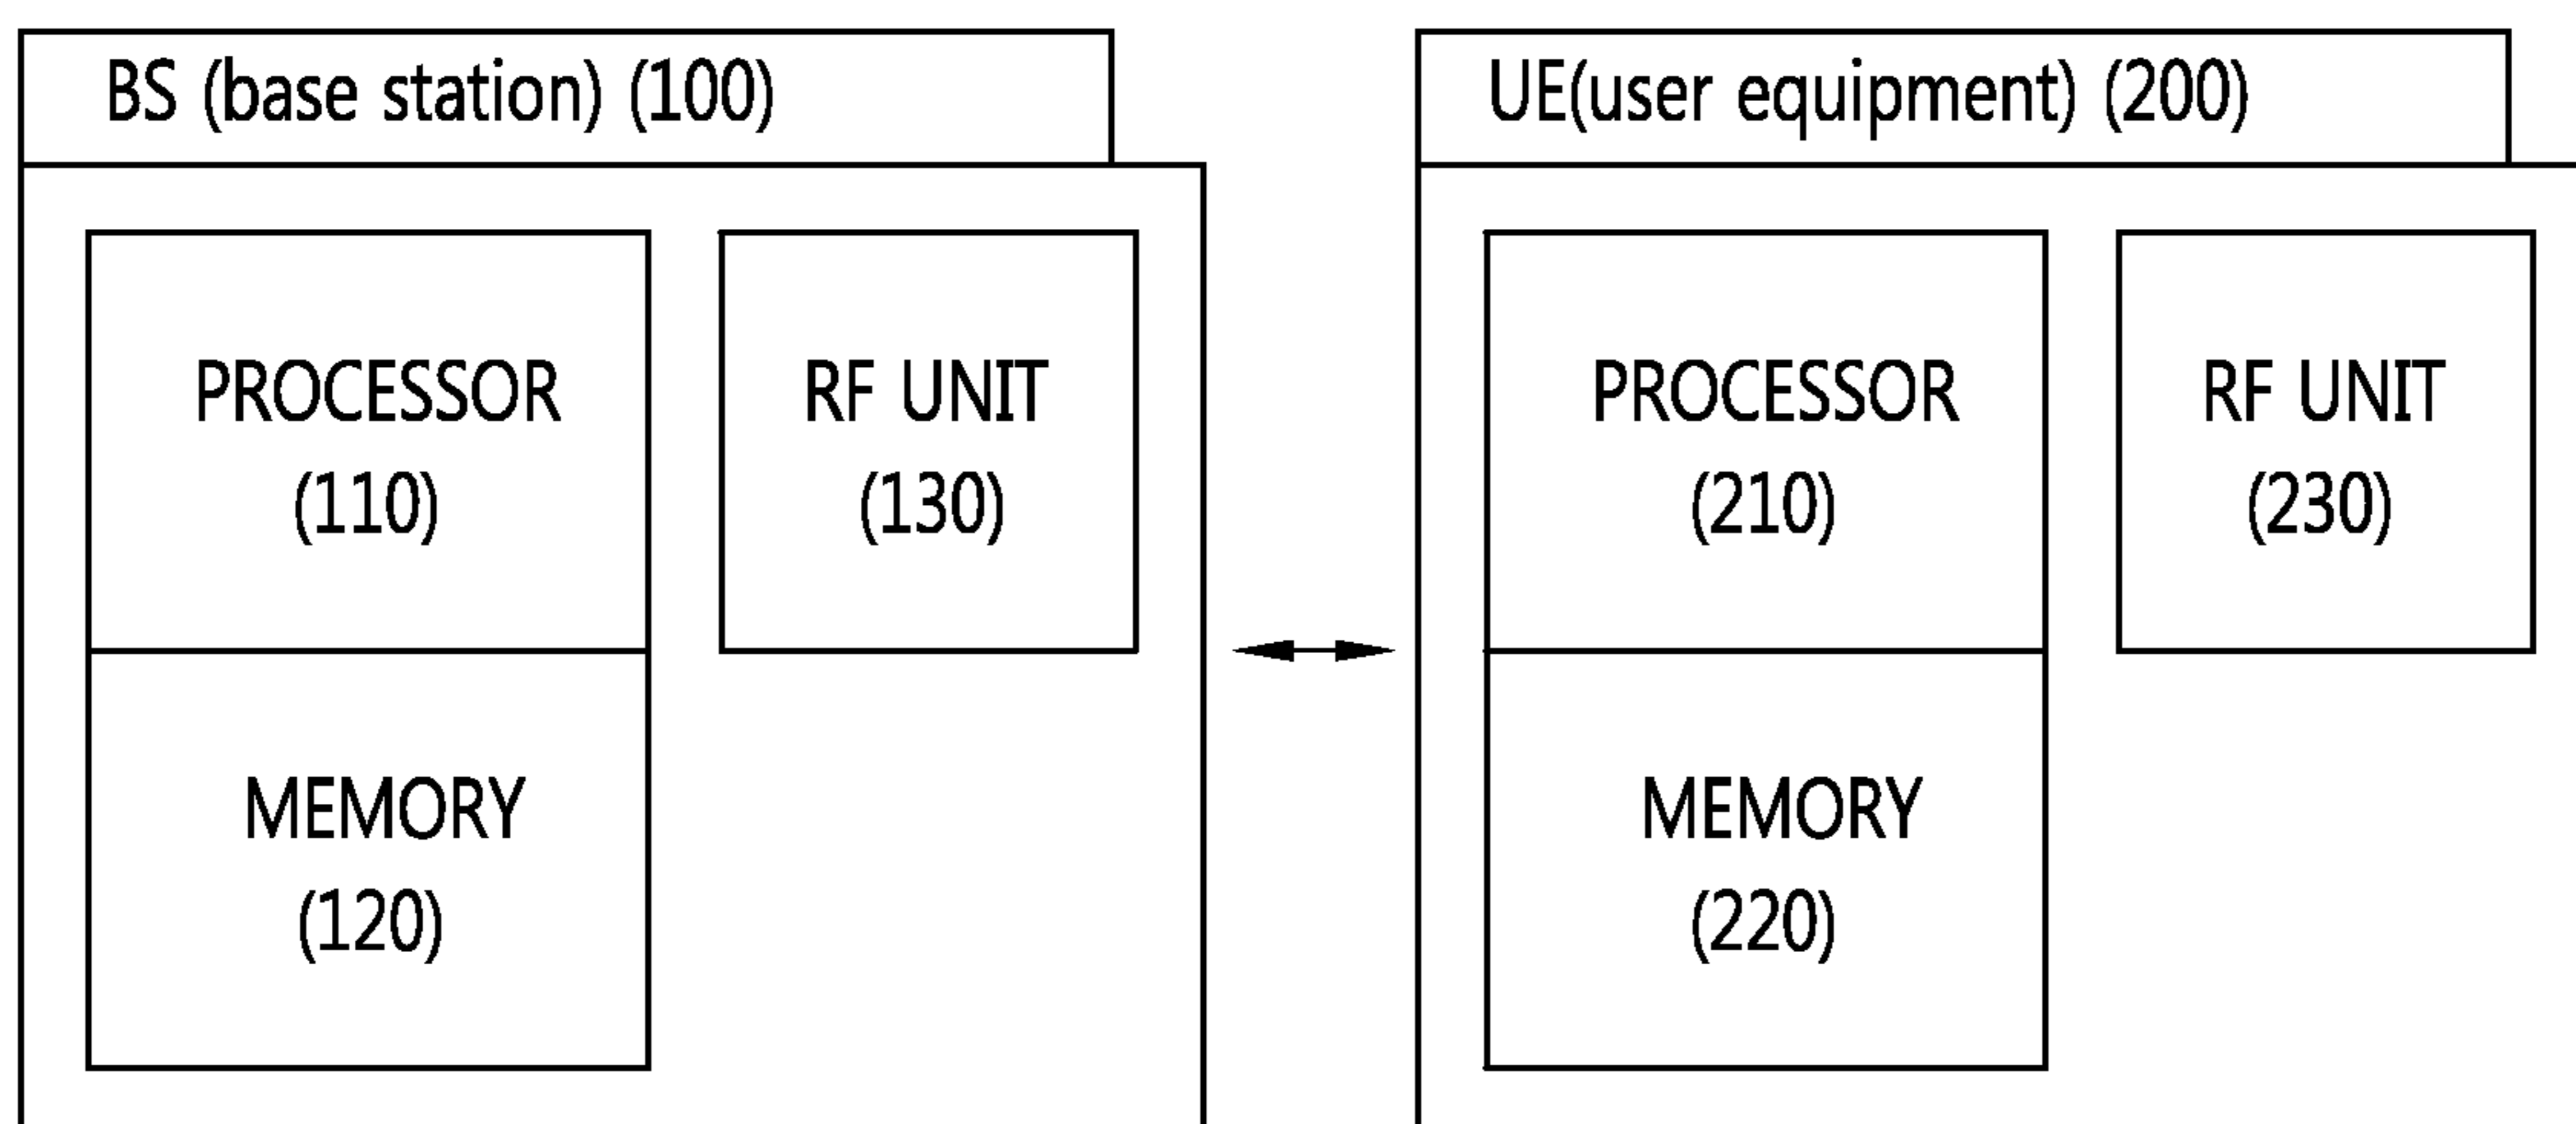 BS (base station) (100)
PROCESSOR
(110)
RF UNIT
(130)
MEMORY
(120)
UE(user equipment) (200)
PROCESSOR
(210)
RF UNIT
(230)
MEMORY
(220)